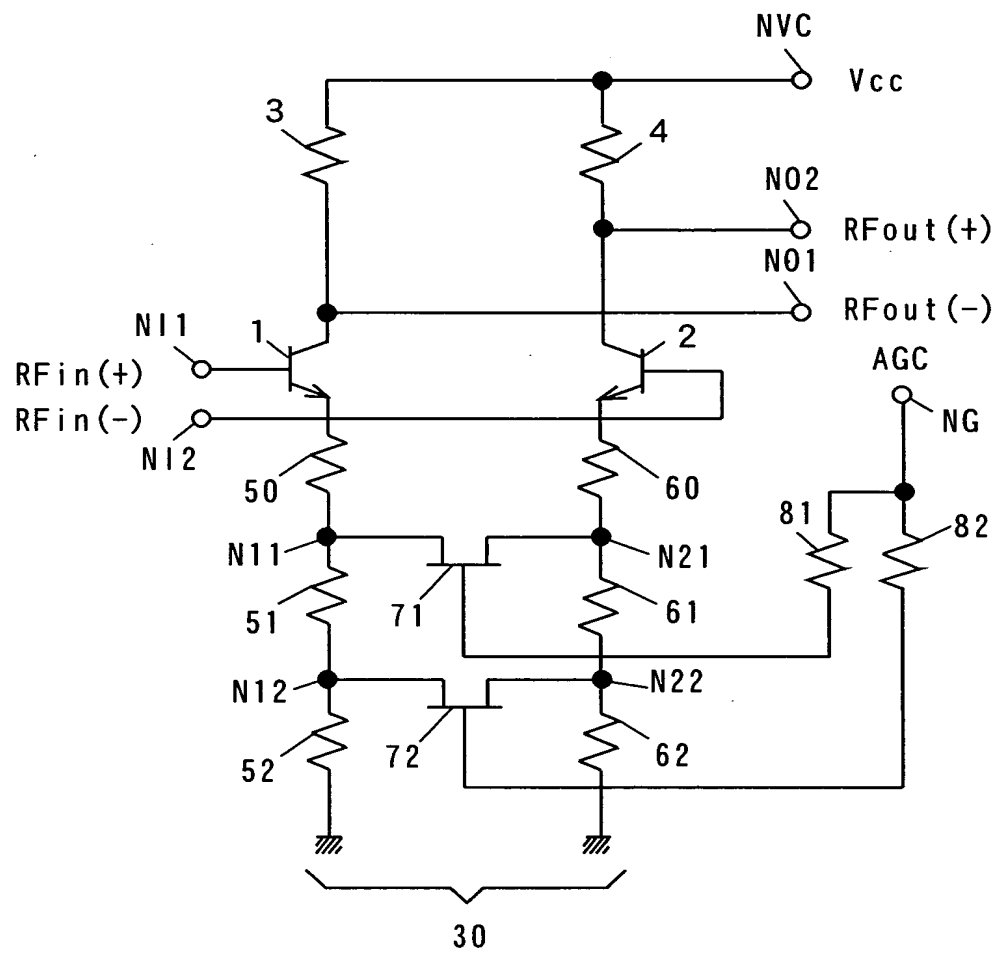 NVC
Vcc
3
4
NO2
RFout(+)
NO1
RFout(-)
NI1
1
2
RFin(+)
AGC
RFin(-)
NG
NI2
50
60
81
82
N11
N21
51
71
61
N12
N22
52
72
62
30